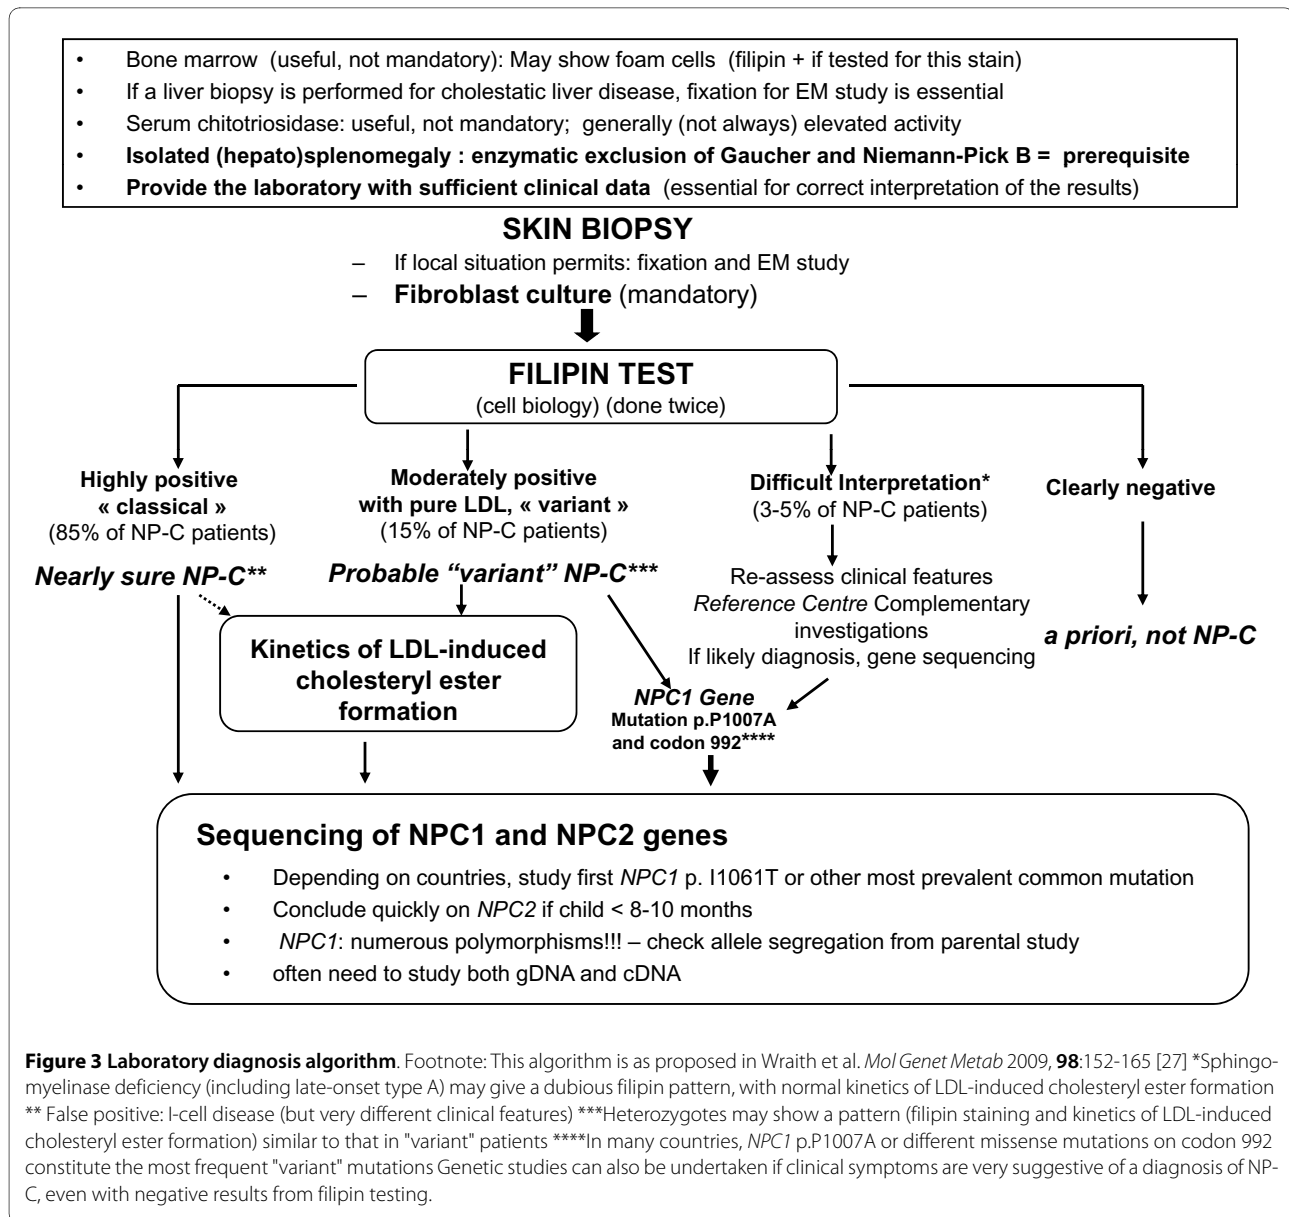 • Bone marrow (useful, not mandatory): May show foam cells (filipin + if tested for this stain)
• If a liver biopsy is performed for cholestatic liver disease, fixation for EM study is essential
• Serum chitotriosidase: useful, not mandatory; generally (not always) elevated activity
• Isolated (hepato)splenomegaly : enzymatic exclusion of Gaucher and Niemann-Pick B = prerequisite
• Provide the laboratory with sufficient clinical data (essential for correct interpretation of the results)
SKIN BIOPSY
– If local situation permits: fixation and EM study
– Fibroblast culture (mandatory)
FILIPIN TEST
(cell biology) (done twice)
Highly positive
« classical »
(85% of NP-C patients)
Nearly sure NP-C**
Moderately positive
with pure LDL, « variant »
(15% of NP-C patients)
Probable “variant” NP-C***
Difficult Interpretation*
(3-5% of NP-C patients)
Re-assess clinical features
Reference Centre Complementary
investigations
If likely diagnosis, gene sequencing
Clearly negative
a priori, not NP-C
Kinetics of LDL-induced
cholesteryl ester
formation
NPC1 Gene
Mutation p.P1007A
and codon 992****
Sequencing of NPC1 and NPC2 genes
• Depending on countries, study first NPC1 p. I1061T or other most prevalent common mutation
• Conclude quickly on NPC2 if child < 8-10 months
• NPC1: numerous polymorphisms!!! – check allele segregation from parental study
• often need to study both gDNA and cDNA
Figure 3 Laboratory diagnosis algorithm. Footnote: This algorithm is as proposed in Wraith et al. Mol Genet Metab 2009, 98:152-165 [27] *Sphingo-
myelinase deficiency (including late-onset type A) may give a dubious filipin pattern, with normal kinetics of LDL-induced cholesteryl ester formation
** False positive: I-cell disease (but very different clinical features) ***Heterozygotes may show a pattern (filipin staining and kinetics of LDL-induced
cholesteryl ester formation) similar to that in "variant" patients ****In many countries, NPC1 p.P1007A or different missense mutations on codon 992
constitute the most frequent "variant" mutations Genetic studies can also be undertaken if clinical symptoms are very suggestive of a diagnosis of NP-
C, even with negative results from filipin testing.